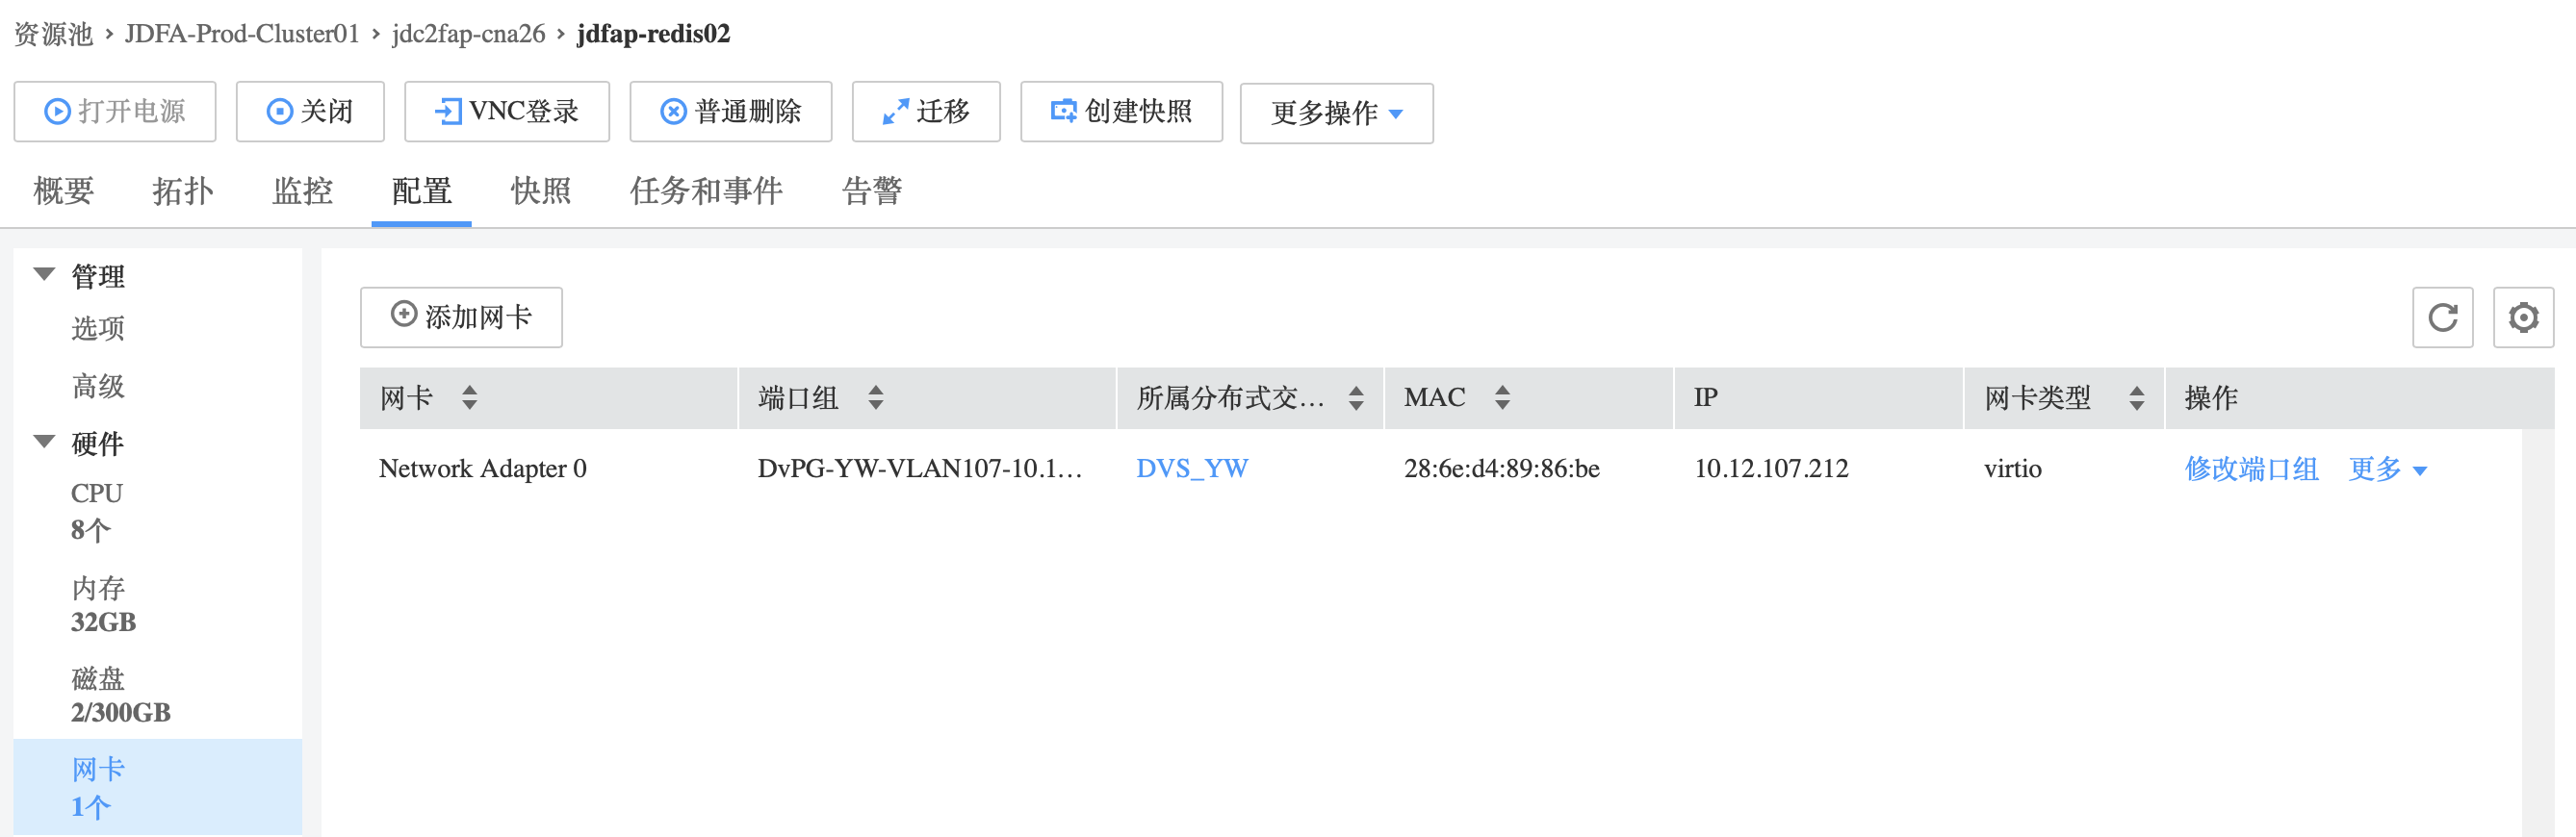 资源池 › JDFA-Prod-Cluster01 › jdc2fap-cna26 › jdfap-redis02
打开电源 关闭 VNC登录 普通删除 迁移 创建快照 更多操作
概要 拓扑 监控 配置 快照 任务和事件 告警
管理
选项
高级
硬件
CPU
8个
内存
32GB
磁盘
2/300GB
网卡
1个
添加网卡
网卡 端口组 所属分布式交... MAC IP 网卡类型 操作
Network Adapter 0 DvPG-YW-VLAN107-10.1... DVS_YW 28:6e:d4:89:86:be 10.12.107.212 virtio 修改端口组 更多